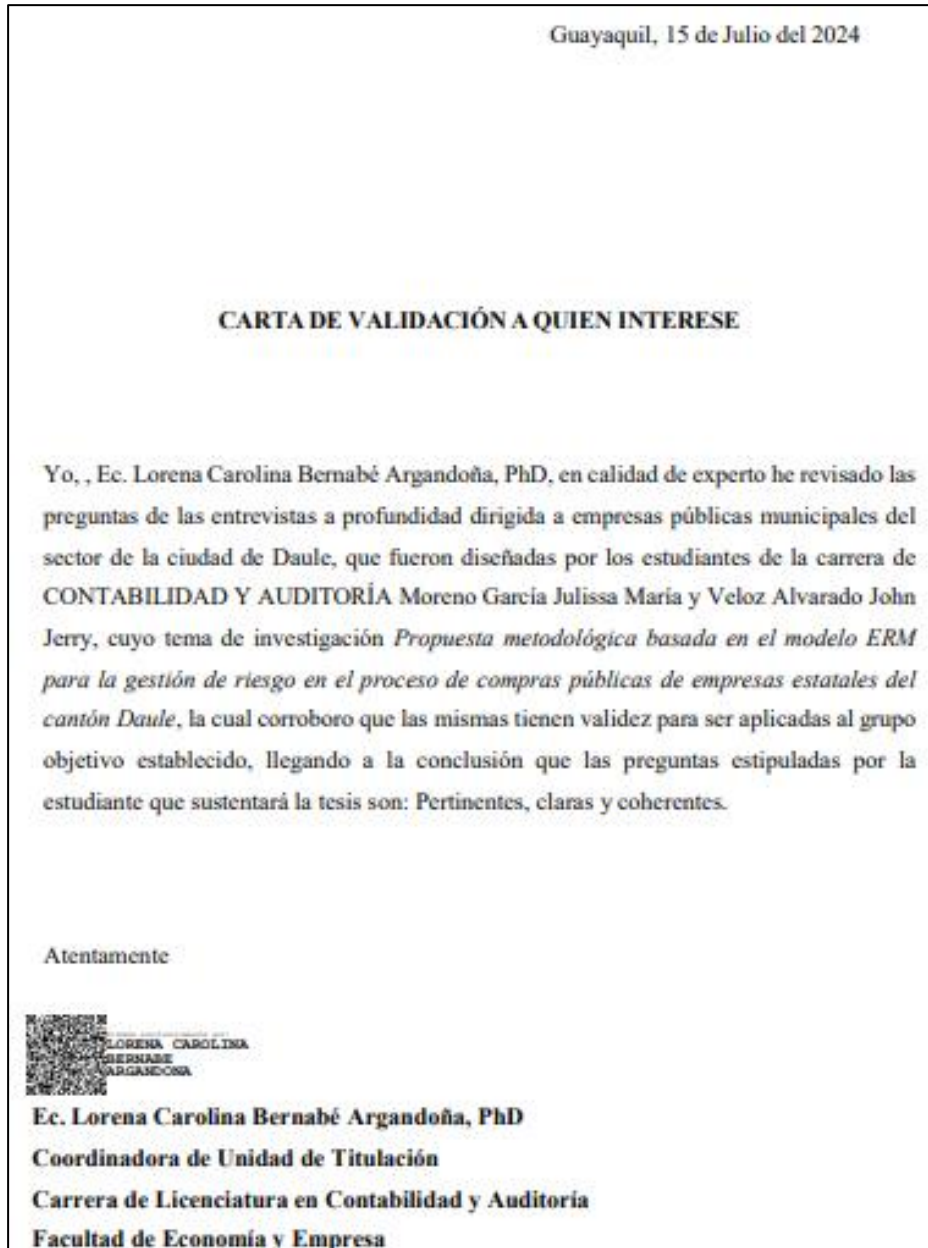 Guayaquil, 15 de Julio del 2024
CARTA DE VALIDACIÓN A QUIEN INTERESE
Yo, , Ec. Lorena Carolina Bernabé Argandoña, PhD, en calidad de experto he revisado las
preguntas de las entrevistas a profundidad dirigida a empresas públicas municipales del
sector de la ciudad de Daule, que fueron diseñadas por los estudiantes de la carrera de
CONTABILIDAD Y AUDITORÍA Moreno García Julissa María y Veloz Alvarado John
Jerry, cuyo tema de investigación Propuesta metodológica basada en el modelo ERM
para la gestión de riesgo en el proceso de compras públicas de empresas estatales del
cantón Daule, la cual corroboro que las mismas tienen validez para ser aplicadas al grupo
objetivo establecido, llegando a la conclusión que las preguntas estipuladas por la
estudiante que sustentará la tesis son: Pertinentes, claras y coherentes.
Atentamente
LORENA CAROLINA
BERNABE
ARGANDONA
Ec. Lorena Carolina Bernabé Argandoña, PhD
Coordinadora de Unidad de Titulación
Carrera de Licenciatura en Contabilidad y Auditoría
Facultad de Economía y Empresa